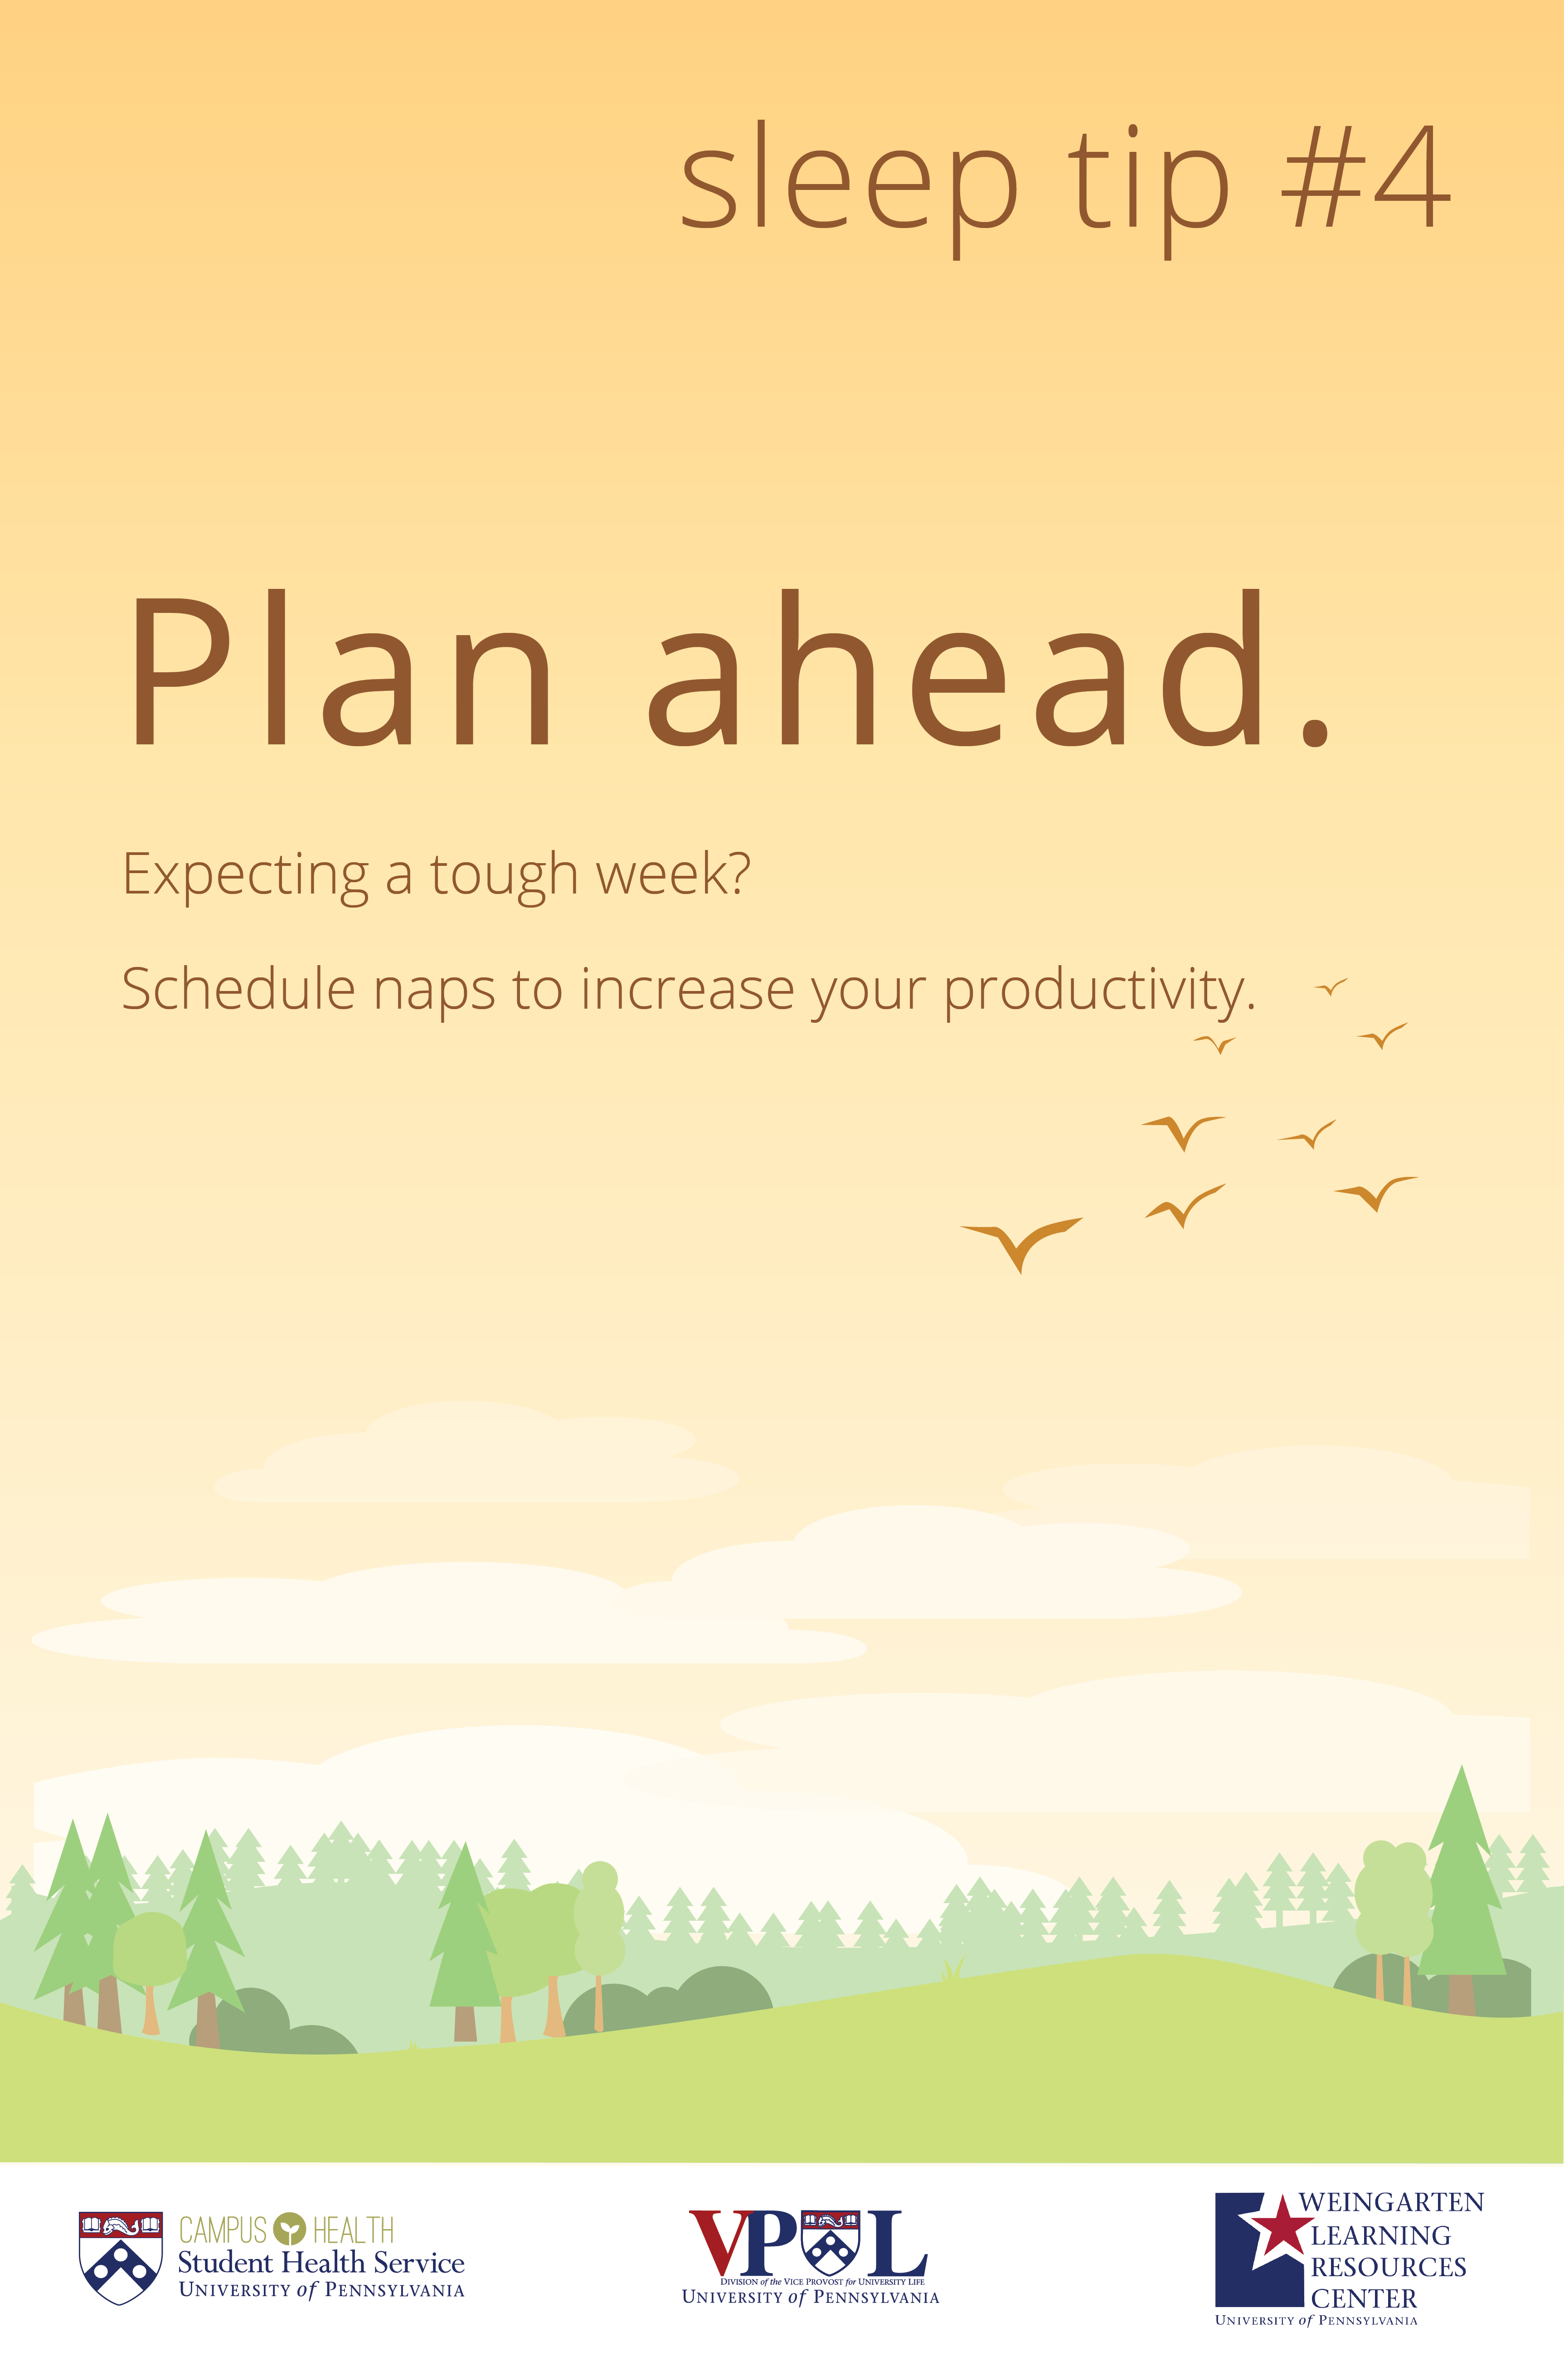 sleep tip #4
Plan ahead.
Expecting a tough week?
Schedule naps to increase your productivity.
CAMPUS HEALTH
Student Health Service
UNIVERSITY of PENNSYLVANIA
VPUL
DIVISION of the VICE PROVOST for UNIVERSITY LIFE
UNIVERSITY of PENNSYLVANIA
WEINGARTEN
LEARNING
RESOURCES
CENTER
UNIVERSITY of PENNSYLVANIA